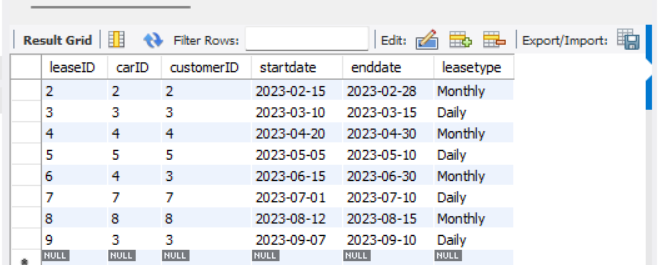 Result Grid Filter Rows: Edit: Export/Import:
leaseID carID customerID startdate enddate leasetype
2 2 2 2023-02-15 2023-02-28 Monthly
3 3 3 2023-03-10 2023-03-15 Daily
4 4 4 2023-04-20 2023-04-30 Monthly
5 5 5 2023-05-05 2023-05-10 Daily
6 4 3 2023-06-15 2023-06-30 Monthly
7 7 7 2023-07-01 2023-07-10 Daily
8 8 8 2023-08-12 2023-08-15 Monthly
9 3 3 2023-09-07 2023-09-10 Daily
NULL NULL NULL NULL NULL NULL